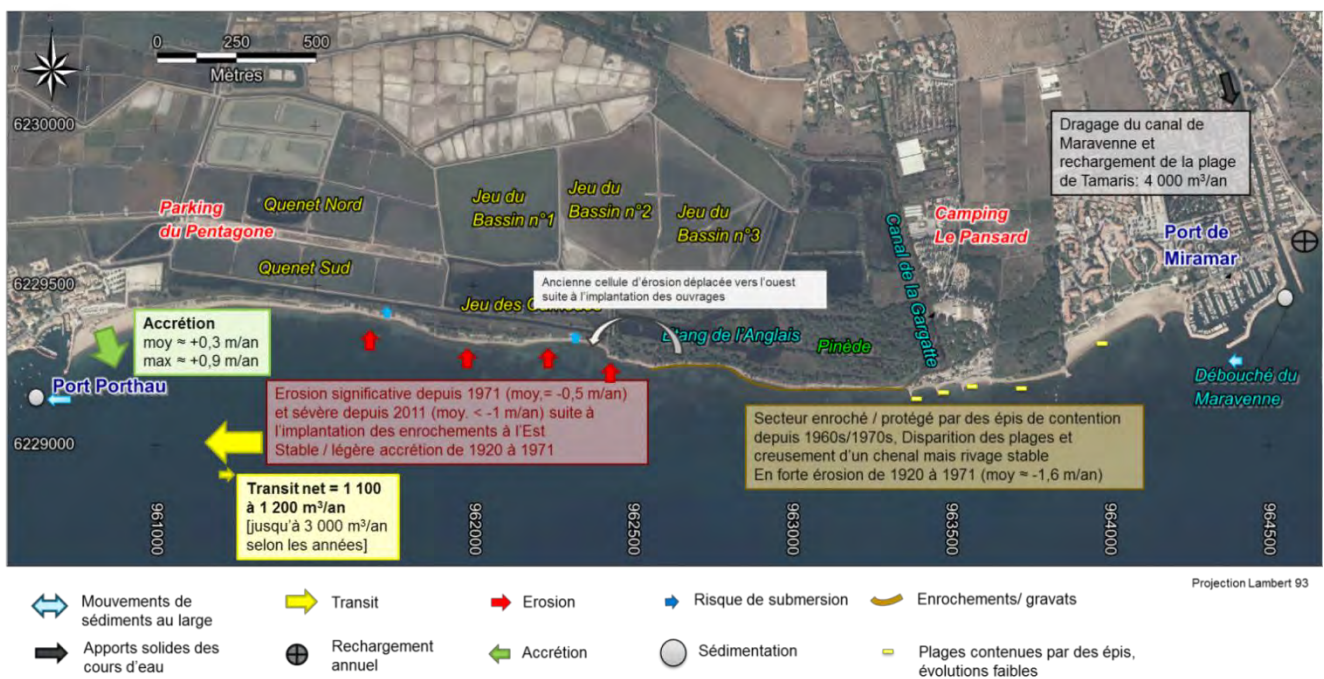 0 250 500
Mètres
6230000
6229500
6229000
Dragage du canal de
Maravenne et
rechargement de la plage
de Tamaris: 4 000 m³/an
Parking
du Pentagone
Quenet Nord
Quenet Sud
Jeu du
Bassin n°1
Jeu du
Bassin n°2
Jeu du
Bassin n°3
Canal de la Gargatte
Camping
Le Pansard
Port de
Miramar
Ancienne cellule d'érosion déplacée vers l'ouest
suite à l'implantation des ouvrages
Jeu des
de l'Anglais
Pinède
Débouché du
Maravenne
Accrétion
moy ≈ +0,3 m/an
max ≈ +0,9 m/an
Port Porthau
Erosion significative depuis 1971 (moy,= -0,5 m/an)
et sévère depuis 2011 (moy. < -1 m/an) suite à
l'implantation des enrochements à l'Est
Stable / légère accrétion de 1920 à 1971
Secteur enroché / protégé par des épis de contention
depuis 1960s/1970s, Disparition des plages et
creusement d'un chenal mais rivage stable
En forte érosion de 1920 à 1971 (moy ≈ -1,6 m/an)
Transit net = 1 100
à 1 200 m³/an
[jusqu'à 3 000 m³/an
selon les années]
961000
962000
962500
963000
963500
964000
964500
Projection Lambert 93
Mouvements de
sédiments au large
Transit
Erosion
Risque de submersion
Enrochements/ gravats
Apports solides des
cours d'eau
Rechargement
annuel
Accrétion
Sédimentation
Plages contenues par des épis,
évolutions faibles